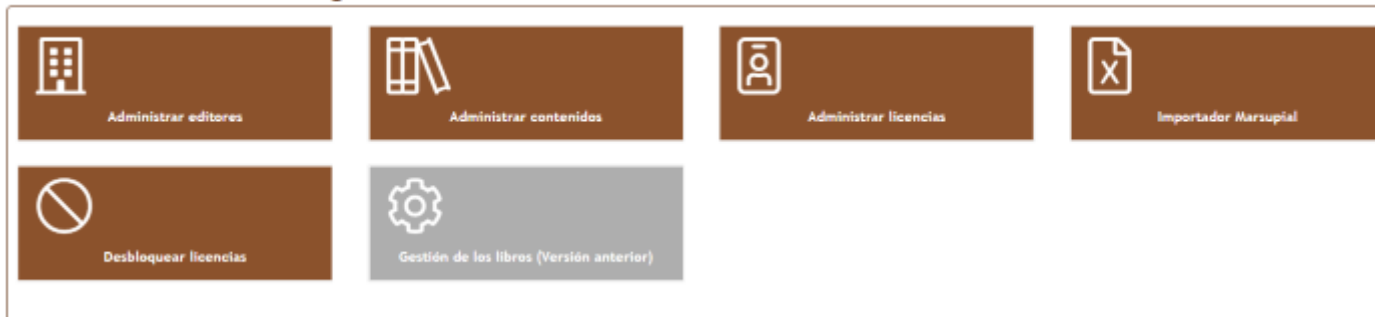 Administrar editores
Administrar contenidos
Administrar licencias
Importador Marsupial
Desbloquear licencias
Gestión de los libros (Versión anterior)